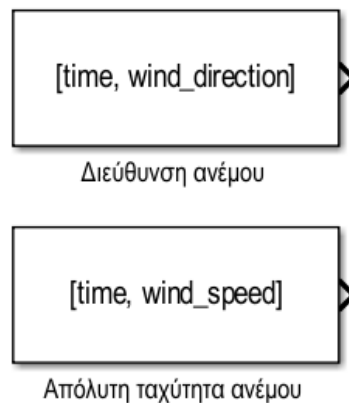 [time, wind_direction]
Διεύθυνση ανέμου
[time, wind_speed]
Απόλυτη ταχύτητα ανέμου